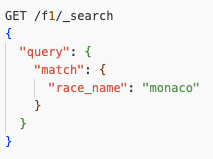 GET /f1/_search
{
  "query": {
    "match": {
      "race_name": "monaco"
    }
  }
}